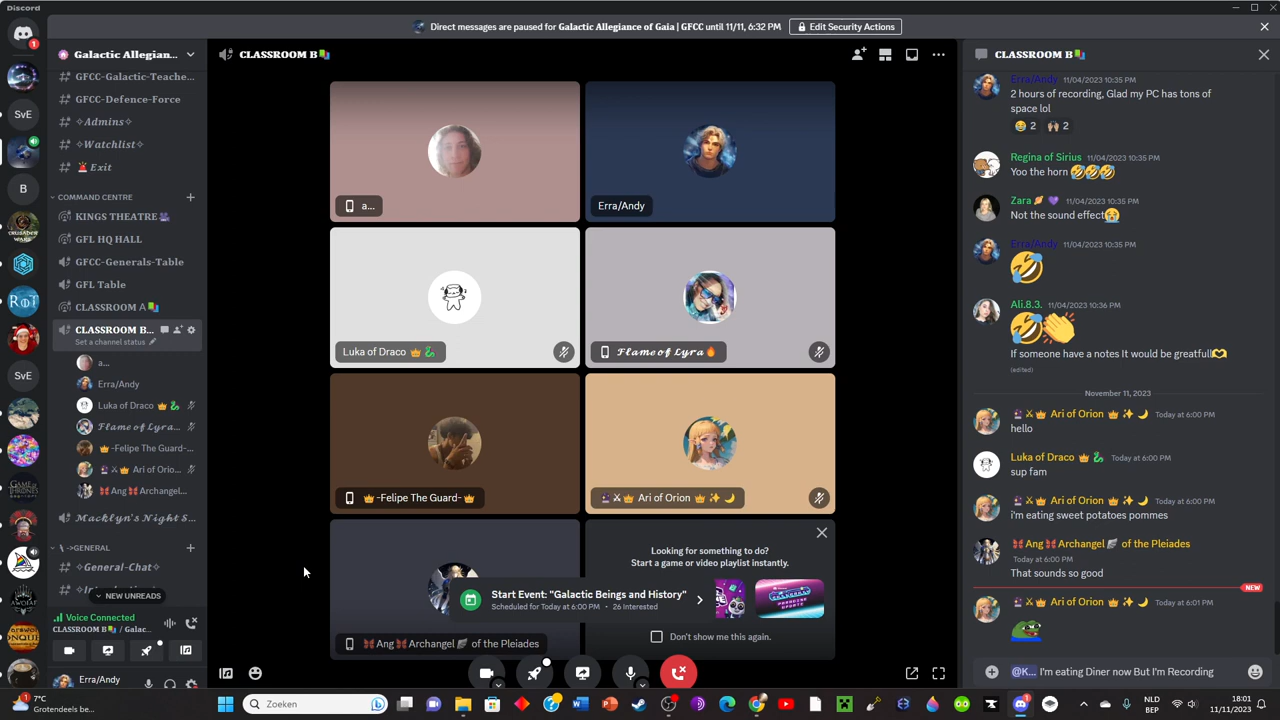 Discord
Direct messages are paused for Galactic Allegiance of Gaia | GFCC until 11/11, 6:32 PM
Edit Security Actions
1
SvE
B
RoT
SvE
GAME OF THRONES
Galactic Allegian...
GFCC-Galactic-Teache...
GFCC-Defence-Force
✧Admins✧
✧Watchlist✧
🚨Exit
COMMAND CENTRE
KINGS THEATRE👾
GFL HQ HALL
GFCC-Generals-Table
GFL Table
CLASSROOM A📚
CLASSROOM B...
Set a channel status
a...
Erra/Andy
Luka of Draco 👑 🐉
𝓕𝓵𝓪𝓶𝓮 𝓸𝓯 𝓛𝔂𝓻𝓪...
👑-Felipe The Guard-...
🔮⚔👑 Ari of Orion...
🦋Ang🦋Archangel...
𝓜𝓪𝓬𝓴𝓵𝔂𝓷'𝓼 𝓝𝓲𝓰𝓱𝓽 𝓢...
\ ->GENERAL
✧General-Chat✧
NEW UNREADS
Voice Connected
CLASSROOM B📚 / Galac...
Erra/Andy
CLASSROOM B📚
a...
Erra/Andy
Luka of Draco 👑 🐉
𝓕𝓵𝓪𝓶𝓮 𝓸𝓯 𝓛𝔂𝓻𝓪🔥
👑-Felipe The Guard-👑
🔮⚔👑 Ari of Orion 👑 ✨ 🌙
🦋Ang🦋Archangel 🪽 of the Pleiades
Looking for something to do?
Start a game or video playlist instantly.
Start Event: "Galactic Beings and History"
Scheduled for Today at 6:00 PM • 26 Interested
Don't show me this again.
CLASSROOM B📚
Erra/Andy 11/04/2023 10:35 PM
2 hours of recording, Glad my PC has tons of
space lol
😂 2 🙌🏽 2
Regina of Sirius 11/04/2023 10:35 PM
Yoo the horn 🤣🤣🤣
Zara🪐 💜 11/04/2023 10:35 PM
Not the sound effect😭
Erra/Andy 11/04/2023 10:35 PM
🤣
Ali.8.3. 11/04/2023 10:36 PM
🤣👏
If someone have a notes It would be greatfull🫶
(edited)
November 11, 2023
🔮⚔👑 Ari of Orion 👑 ✨ 🌙 Today at 6:00 PM
hello
Luka of Draco 👑 🐉 Today at 6:00 PM
sup fam
🔮⚔👑 Ari of Orion 👑 ✨ 🌙 Today at 6:00 PM
i'm eating sweet potatoes pommes
🦋Ang🦋Archangel 🪽 of the Pleiades
Today at 6:00 PM
That sounds so good
NEW
🔮⚔👑 Ari of Orion 👑 ✨ 🌙 Today at 6:01 PM
@K... I'm eating Diner now But I'm Recording
1
7°C
Grotendeels be...
Zoeken
1
NLD
BEP
18:01
11/11/2023